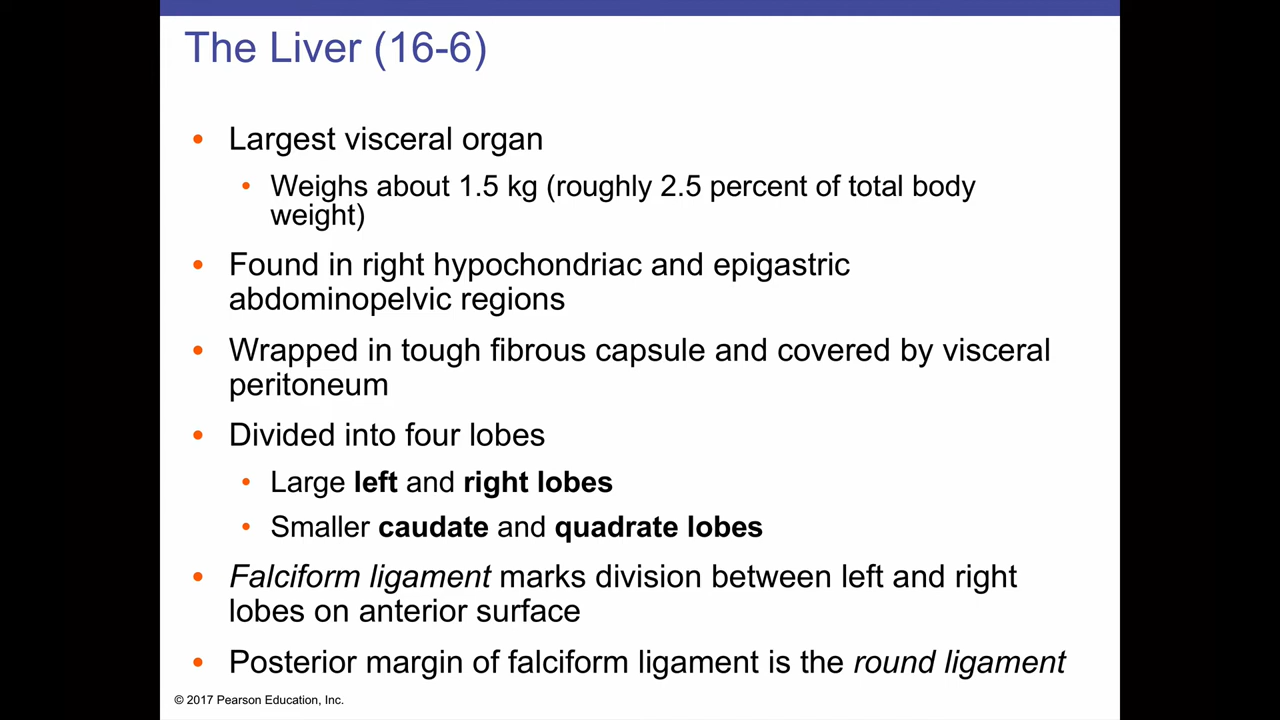 The Liver (16-6)
• Largest visceral organ
• Weighs about 1.5 kg (roughly 2.5 percent of total body
weight)
• Found in right hypochondriac and epigastric
abdominopelvic regions
• Wrapped in tough fibrous capsule and covered by visceral
peritoneum
• Divided into four lobes
• Large left and right lobes
• Smaller caudate and quadrate lobes
• Falciform ligament marks division between left and right
lobes on anterior surface
• Posterior margin of falciform ligament is the round ligament
© 2017 Pearson Education, Inc.